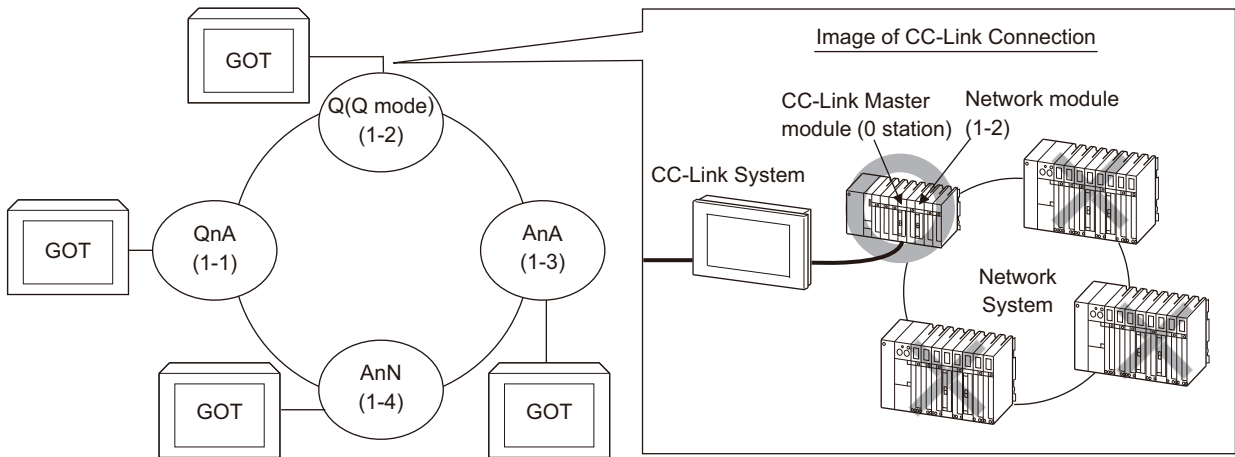 GOT
Q(Q mode)
(1-2)
GOT
QnA
(1-1)
AnA
(1-3)
GOT
AnN
(1-4)
GOT
Image of CC-Link Connection
CC-Link Master
module (0 station)
Network module
(1-2)
CC-Link System
Network
System